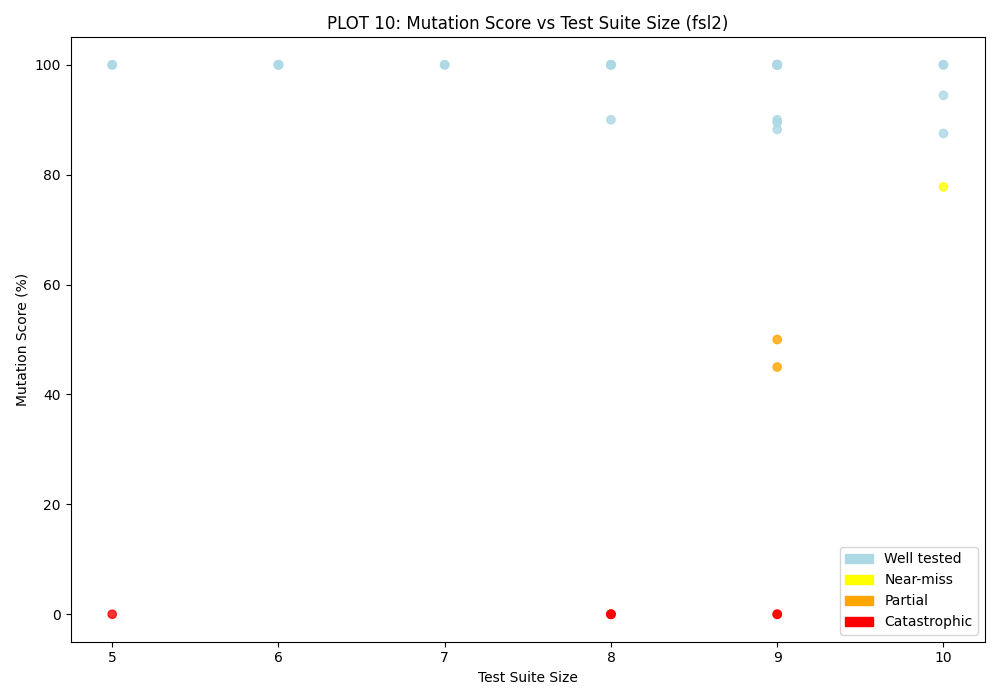 PLOT 10: Mutation Score vs Test Suite Size (fsl2)
Mutation Score (%)
100
80
60
40
20
0
5 6 7 8 9 10
Test Suite Size
Well tested
Near-miss
Partial
Catastrophic